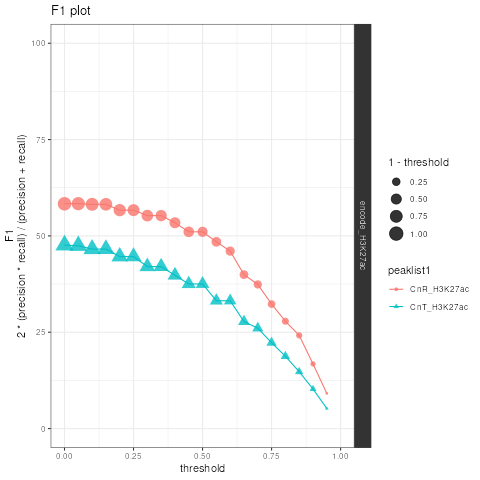 F1 plot
F1
2 * (precision * recall) / (precision + recall)
100
75
50
25
0
0.00 0.25 0.50 0.75 1.00
threshold
encode_H3K27ac
1 - threshold
0.25
0.50
0.75
1.00
peaklist1
CnR_H3K27ac
CnT_H3K27ac